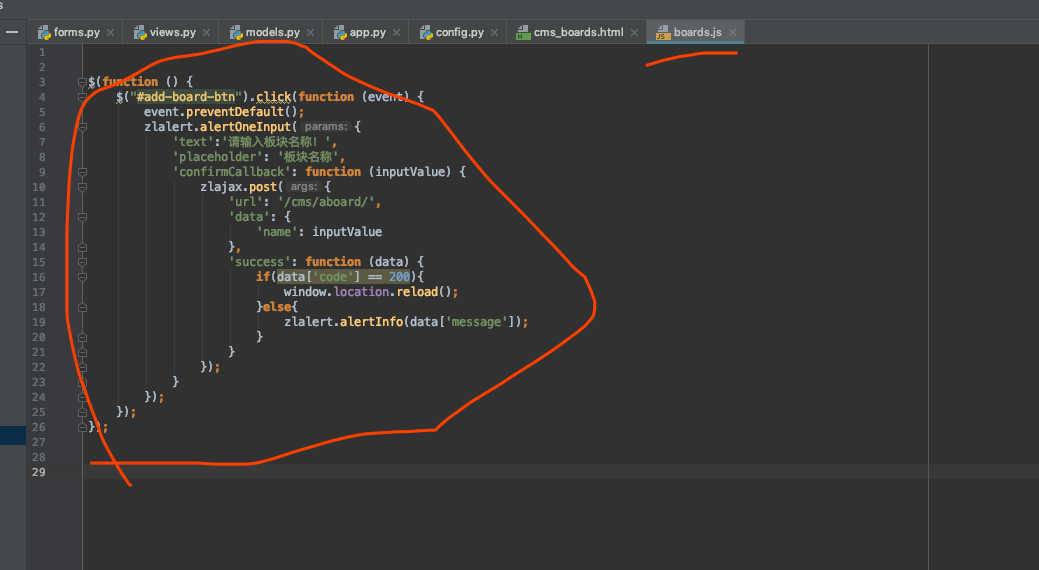 s
forms.py views.py models.py app.py config.py cms_boards.html boards.js
1
2
3 $(function () {
4 $("#add-board-btn").click(function (event) {
5 event.preventDefault();
6 zlalert.alertOneInput( params: {
7 'text':'请输入板块名称！',
8 'placeholder': '板块名称',
9 'confirmCallback': function (inputValue) {
10 zlajax.post( args: {
11 'url': '/cms/aboard/',
12 'data': {
13 'name': inputValue
14 },
15 'success': function (data) {
16 if(data['code'] == 200){
17 window.location.reload();
18 }else{
19 zlalert.alertInfo(data['message']);
20 }
21 }
22 });
23 }
24 });
25 });
26 });
27
28
29